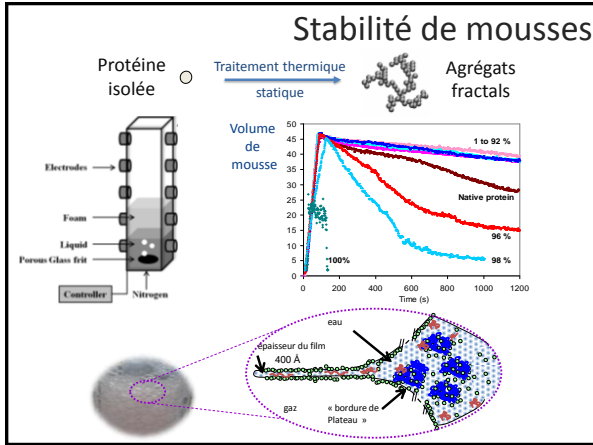 Stabilité de mousses
Protéine
isolée
Traitement thermique
statique
Agrégats
fractals
Electrodes
Foam
Liquid
Porous Glass frit
Controller
Nitrogen
Volume
de
mousse
50
45
40
35
30
25
20
15
10
5
0
1 to 92 %
Native protein
96 %
98 %
100%
0 200 400 600 800 1000 1200
Time (s)
eau
épaisseur du film
400 Å
gaz
« bordure de
Plateau »